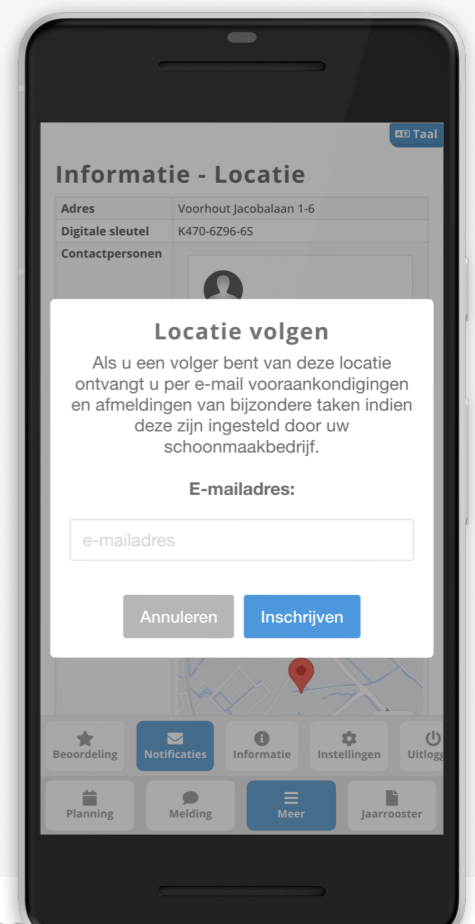 Taal
Informatie - Locatie
Adres Voorhout Jacobalaan 1-6
Digitale sleutel K470-6Z96-6S
Contactpersonen
Locatie volgen
Als u een volger bent van deze locatie
ontvangt u per e-mail vooraankondigingen
en afmeldingen van bijzondere taken indien
deze zijn ingesteld door uw
schoonmaakbedrijf.
E-mailadres:
e-mailadres
Annuleren Inschrijven
Beoordeling Notificaties Informatie Instellingen Uitlogg
Planning Melding Meer Jaarrooster